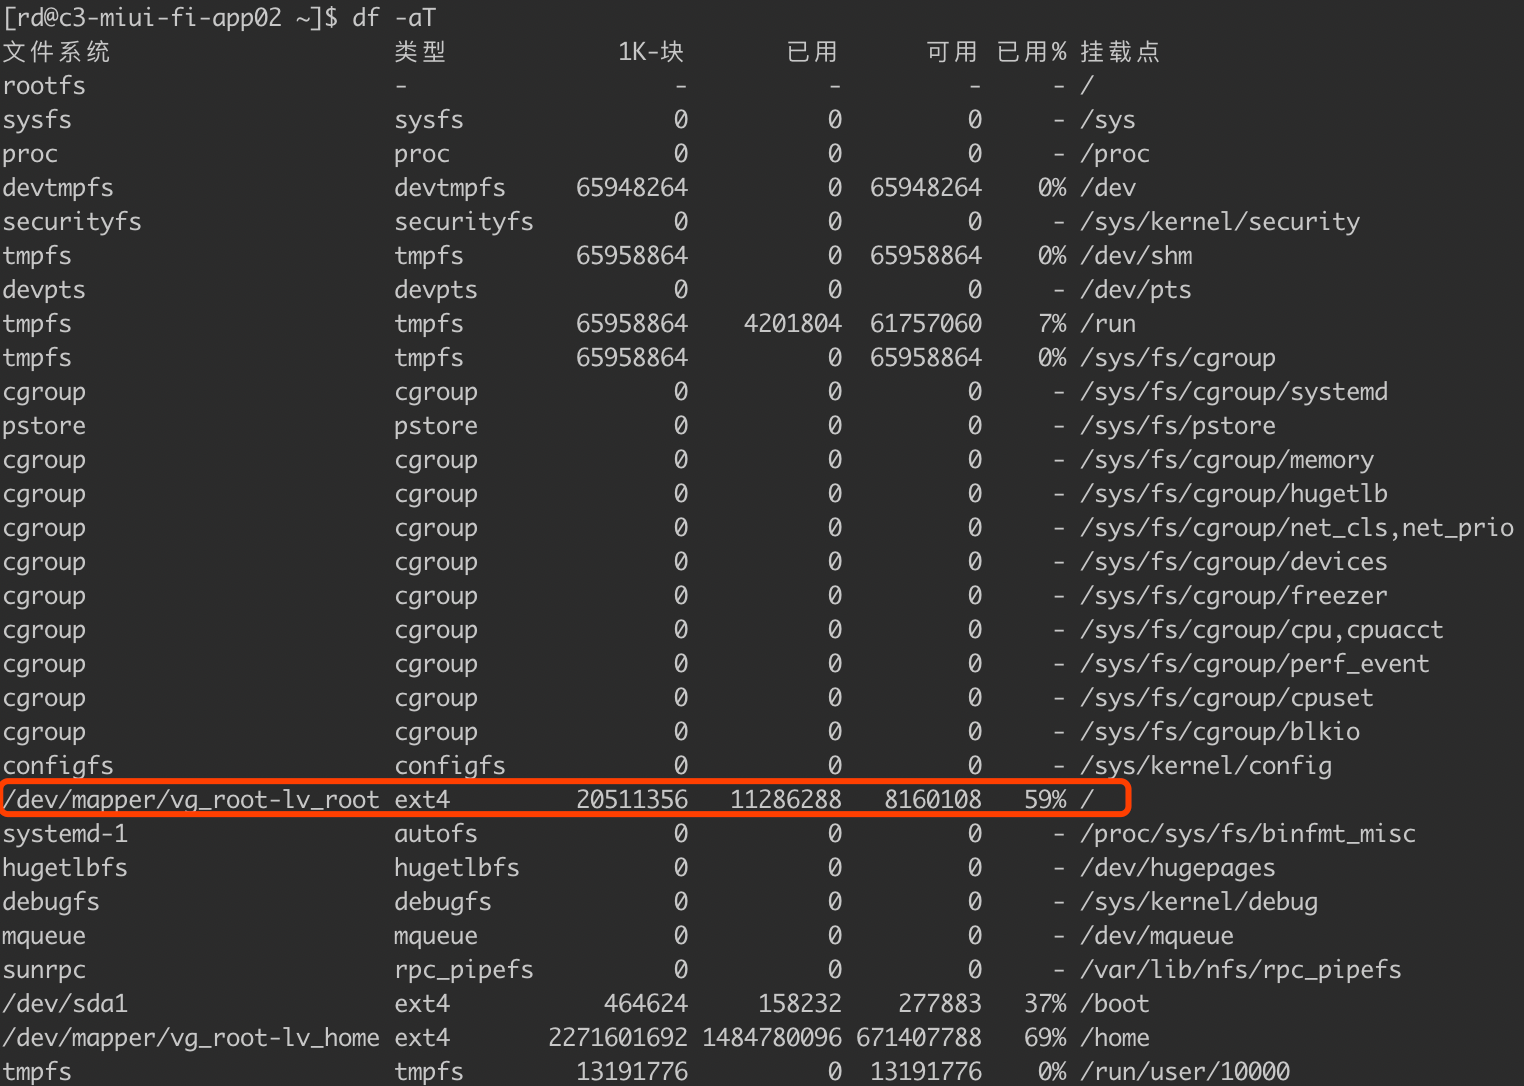 [rd@c3-miui-fi-app02 ~]$ df -aT
文件系统 类型 1K-块 已用 可用 已用% 挂载点
rootfs - - - - - /
sysfs sysfs 0 0 0 - /sys
proc proc 0 0 0 - /proc
devtmpfs devtmpfs 65948264 0 65948264 0% /dev
securityfs securityfs 0 0 0 - /sys/kernel/security
tmpfs tmpfs 65958864 0 65958864 0% /dev/shm
devpts devpts 0 0 0 - /dev/pts
tmpfs tmpfs 65958864 4201804 61757060 7% /run
tmpfs tmpfs 65958864 0 65958864 0% /sys/fs/cgroup
cgroup cgroup 0 0 0 - /sys/fs/cgroup/systemd
pstore pstore 0 0 0 - /sys/fs/pstore
cgroup cgroup 0 0 0 - /sys/fs/cgroup/memory
cgroup cgroup 0 0 0 - /sys/fs/cgroup/hugetlb
cgroup cgroup 0 0 0 - /sys/fs/cgroup/net_cls,net_prio
cgroup cgroup 0 0 0 - /sys/fs/cgroup/devices
cgroup cgroup 0 0 0 - /sys/fs/cgroup/freezer
cgroup cgroup 0 0 0 - /sys/fs/cgroup/cpu,cpuacct
cgroup cgroup 0 0 0 - /sys/fs/cgroup/perf_event
cgroup cgroup 0 0 0 - /sys/fs/cgroup/cpuset
cgroup cgroup 0 0 0 - /sys/fs/cgroup/blkio
configfs configfs 0 0 0 - /sys/kernel/config
/dev/mapper/vg_root-lv_root ext4 20511356 11286288 8160108 59% /
systemd-1 autofs 0 0 0 - /proc/sys/fs/binfmt_misc
hugetlbfs hugetlbfs 0 0 0 - /dev/hugepages
debugfs debugfs 0 0 0 - /sys/kernel/debug
mqueue mqueue 0 0 0 - /dev/mqueue
sunrpc rpc_pipefs 0 0 0 - /var/lib/nfs/rpc_pipefs
/dev/sda1 ext4 464624 158232 277883 37% /boot
/dev/mapper/vg_root-lv_home ext4 2271601692 1484780096 671407788 69% /home
tmpfs tmpfs 13191776 0 13191776 0% /run/user/10000